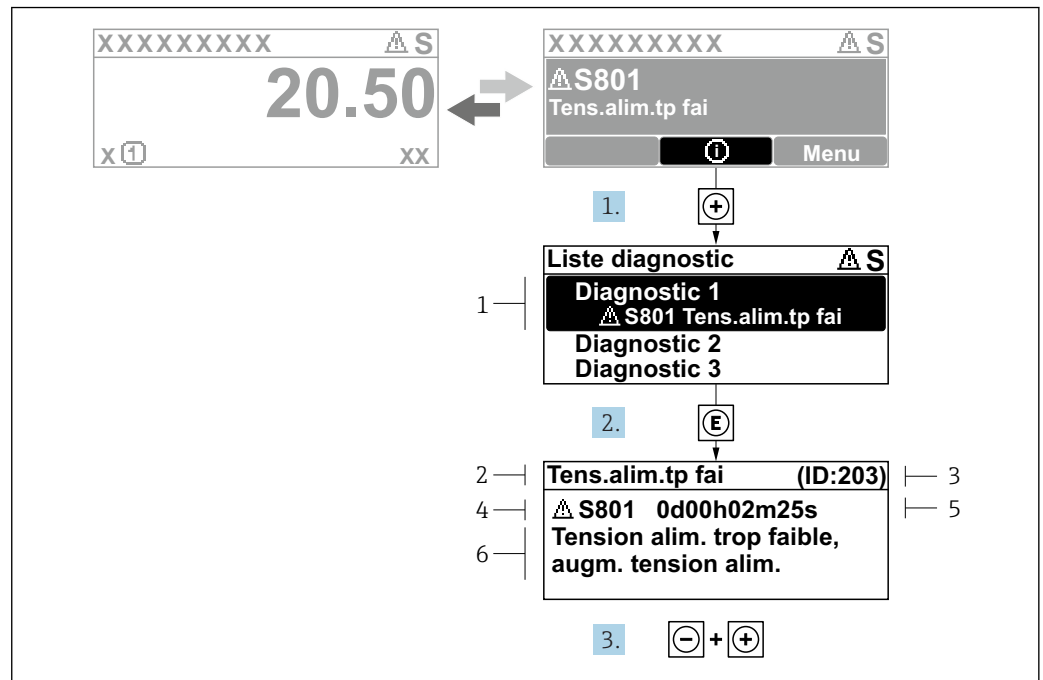 XXXXXXXXX ⚠ S
20.50
x ① xx
XXXXXXXXX ⚠ S
⚠ S801
Tens.alim.tp fai
ⓘ Menu
1. +
Liste diagnostic ⚠ S
1 Diagnostic 1
⚠ S801 Tens.alim.tp fai
Diagnostic 2
Diagnostic 3
2. E
2 Tens.alim.tp fai (ID:203) 3
4 ⚠ S801 0d00h02m25s 5
6 Tension alim. trop faible,
augm. tension alim.
3. - + +